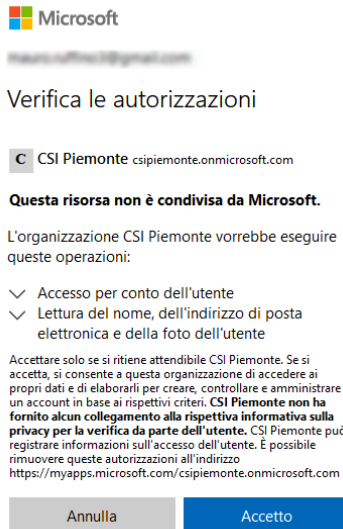 Microsoft
Verifica le autorizzazioni
C CSI Piemonte csipiemonte.onmicrosoft.com
Questa risorsa non è condivisa da Microsoft.
L'organizzazione CSI Piemonte vorrebbe eseguire
queste operazioni:
Accesso per conto dell'utente
Lettura del nome, dell'indirizzo di posta
elettronica e della foto dell'utente
Accettare solo se si ritiene attendibile CSI Piemonte. Se si
accetta, si consente a questa organizzazione di accedere ai
propri dati e di elaborarli per creare, controllare e amministrare
un account in base ai rispettivi criteri. CSI Piemonte non ha
fornito alcun collegamento alla rispettiva informativa sulla
privacy per la verifica da parte dell'utente. CSI Piemonte può
registrare informazioni sull'accesso dell'utente. È possibile
rimuovere queste autorizzazioni all'indirizzo
https://myapps.microsoft.com/csipiemonte.onmicrosoft.com
Annulla Accetto